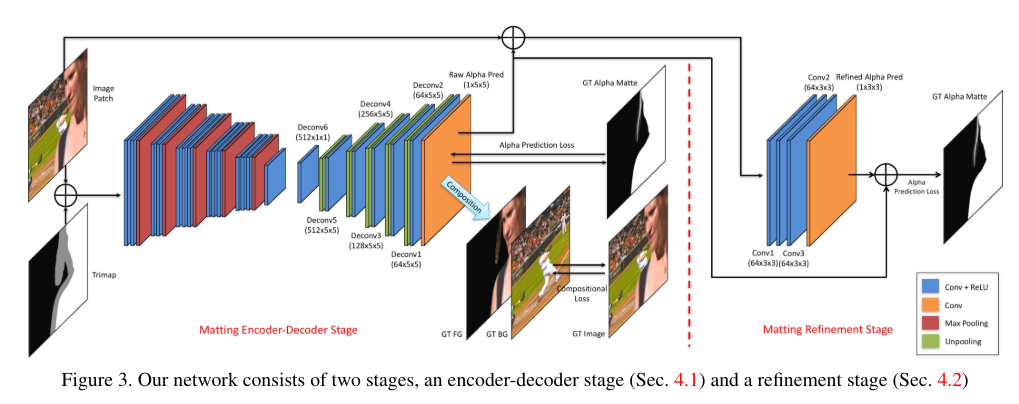 Image
Patch
Trimap
Deconv6
(512x1x1)
Deconv5
(512x5x5)
Deconv4
(256x5x5)
Deconv3
(128x5x5)
Deconv2
(64x5x5)
Deconv1
(64x5x5)
Raw Alpha Pred
(1x5x5)
Composition
Alpha Prediction Loss
GT Alpha Matte
GT FG
GT BG
Compositional
Loss
GT Image
Matting Encoder-Decoder Stage
Conv1
(64x3x3)
Conv2
(64x3x3)
Conv3
(64x3x3)
Refined Alpha Pred
(1x3x3)
Alpha
Prediction Loss
GT Alpha Matte
Matting Refinement Stage
Conv + ReLU
Conv
Max Pooling
Unpooling
Figure 3. Our network consists of two stages, an encoder-decoder stage (Sec. 4.1) and a refinement stage (Sec. 4.2)